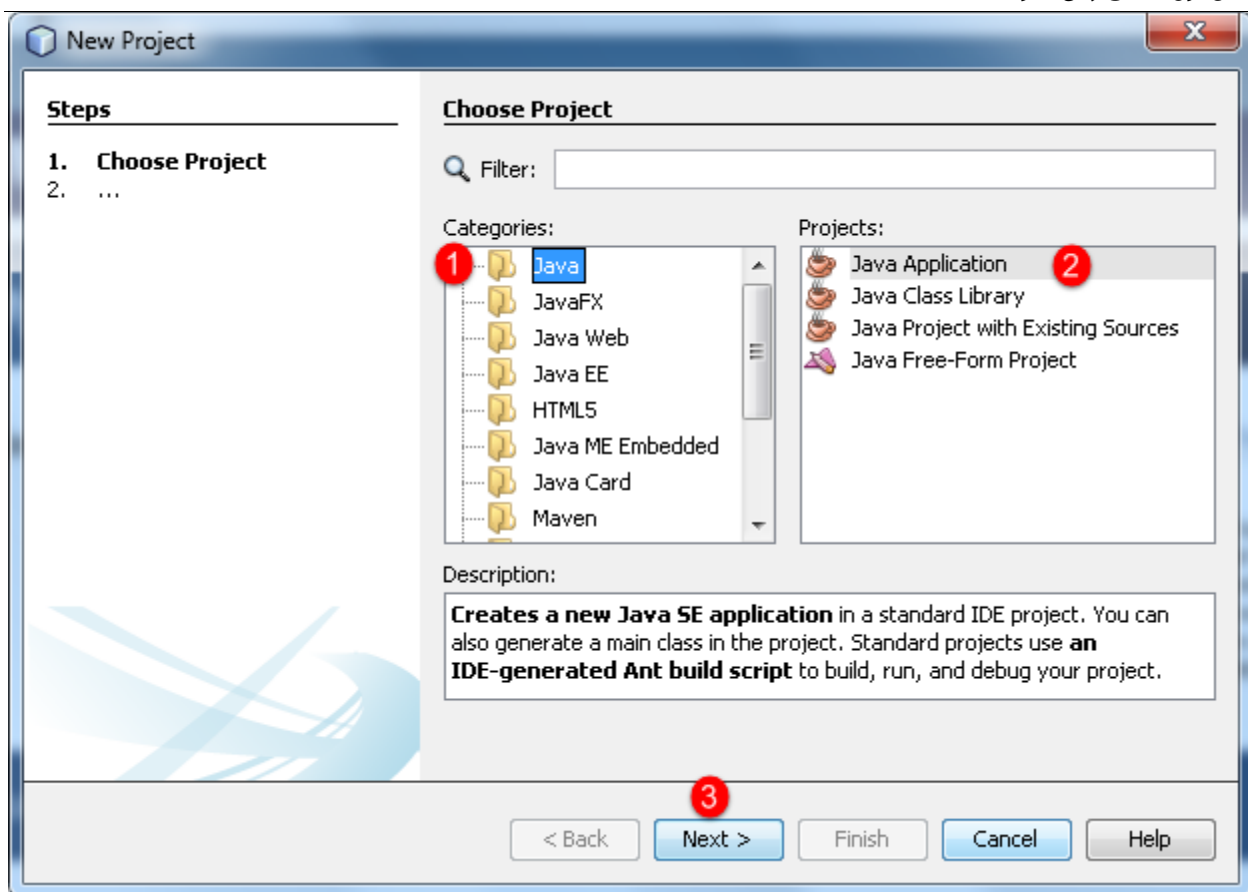 New Project
Steps
1. Choose Project
2. ...
Choose Project
Filter:
Categories:
1 Java
JavaFX
Java Web
Java EE
HTML5
Java ME Embedded
Java Card
Maven
Projects:
Java Application 2
Java Class Library
Java Project with Existing Sources
Java Free-Form Project
Description:
Creates a new Java SE application in a standard IDE project. You can
also generate a main class in the project. Standard projects use an
IDE-generated Ant build script to build, run, and debug your project.
3
< Back Next > Finish Cancel Help